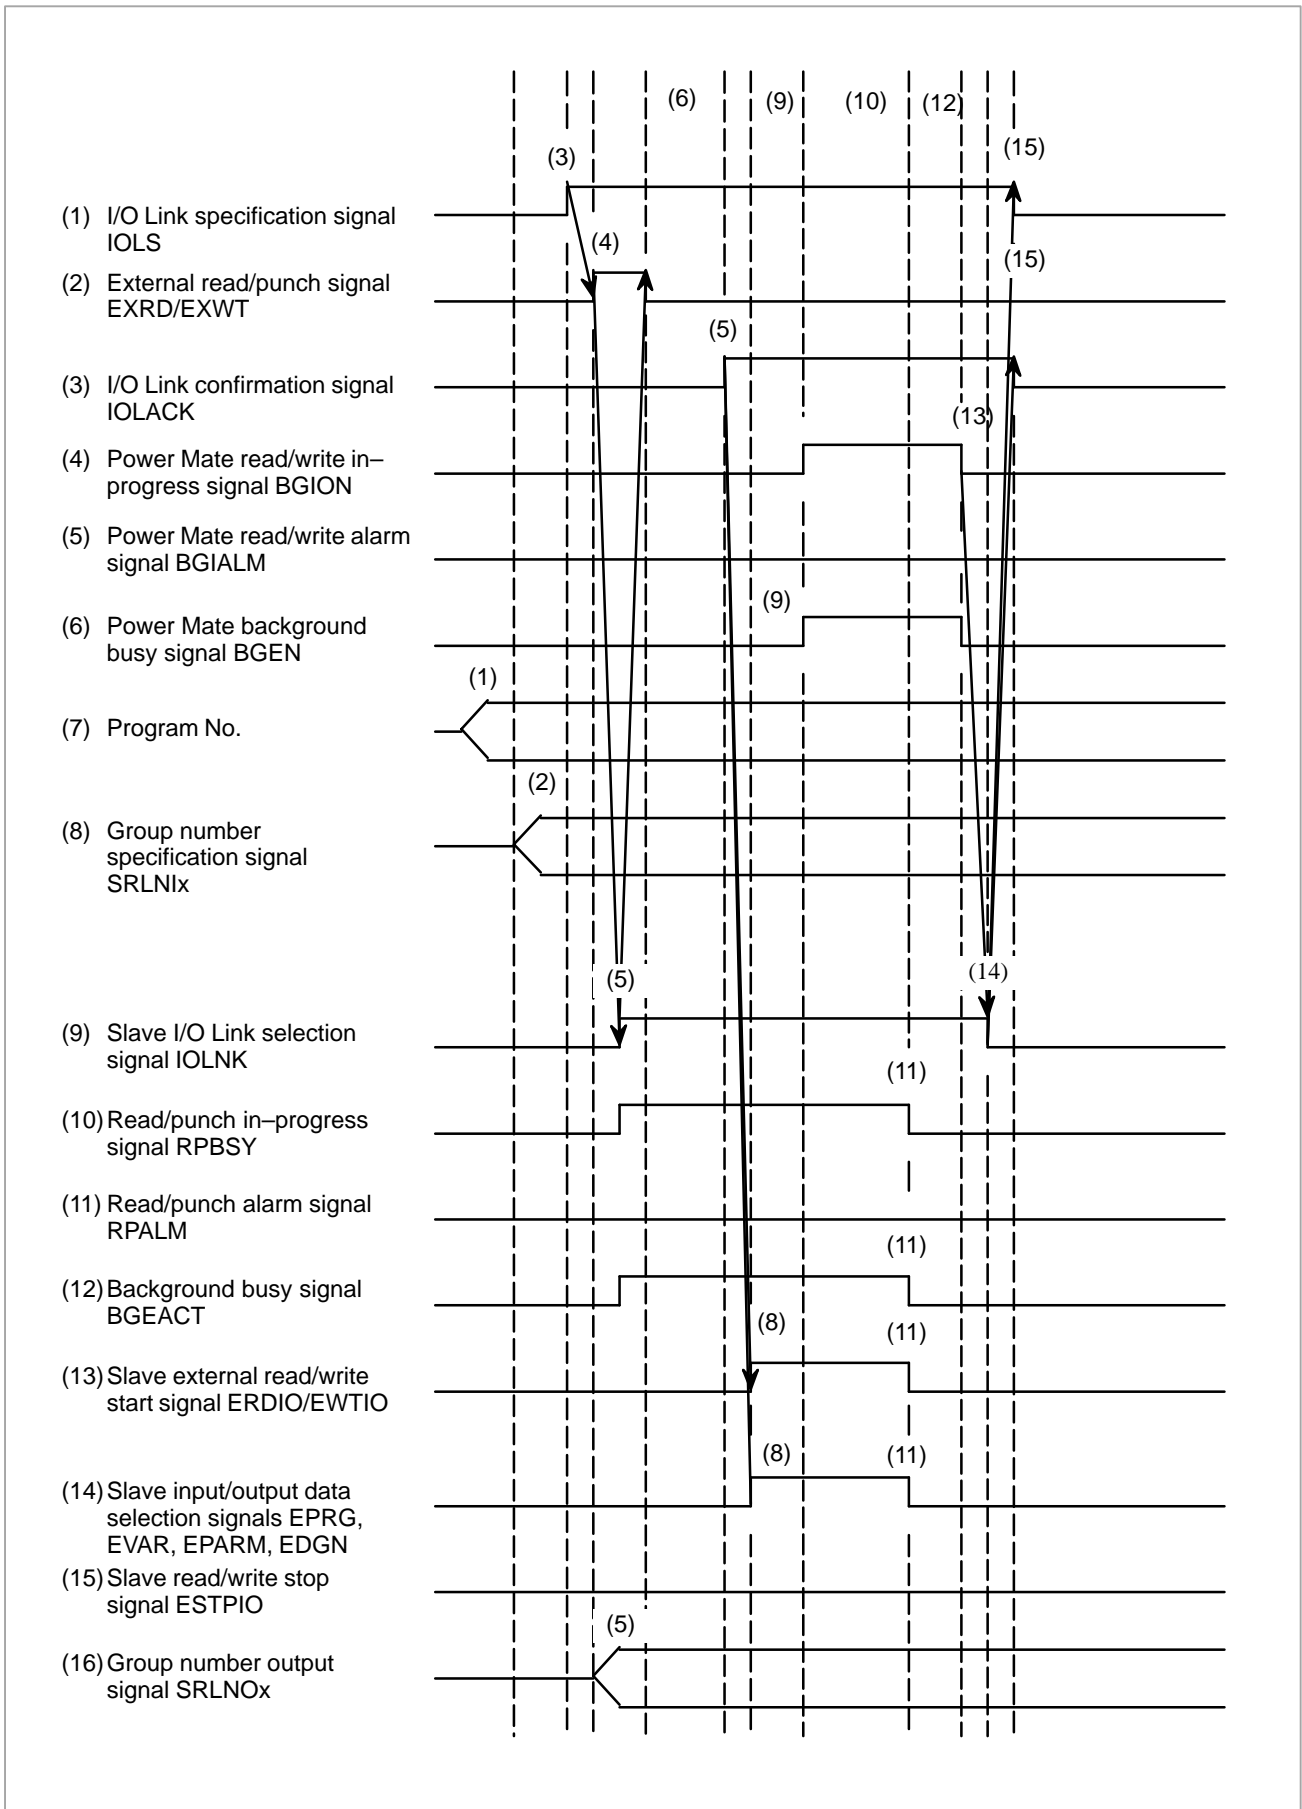 (6) (9) (10) (12)
(3) (15)
(1) I/O Link specification signal
IOLS
(4) (15)
(2) External read/punch signal
EXRD/EXWT
(5)
(3) I/O Link confirmation signal
IOLACK
(13)
(4) Power Mate read/write in–
progress signal BGION
(5) Power Mate read/write alarm
signal BGIALM
(9)
(6) Power Mate background
busy signal BGEN
(1)
(7) Program No.
(2)
(8) Group number
specification signal
SRLNIx
(5) (14)
(9) Slave I/O Link selection
signal IOLNK
(11)
(10) Read/punch in–progress
signal RPBSY
(11) Read/punch alarm signal
RPALM
(11)
(12) Background busy signal
BGEACT
(8) (11)
(13) Slave external read/write
start signal ERDIO/EWTIO
(8) (11)
(14) Slave input/output data
selection signals EPRG,
EVAR, EPARM, EDGN
(15) Slave read/write stop
signal ESTPIO
(5)
(16) Group number output
signal SRLNOx